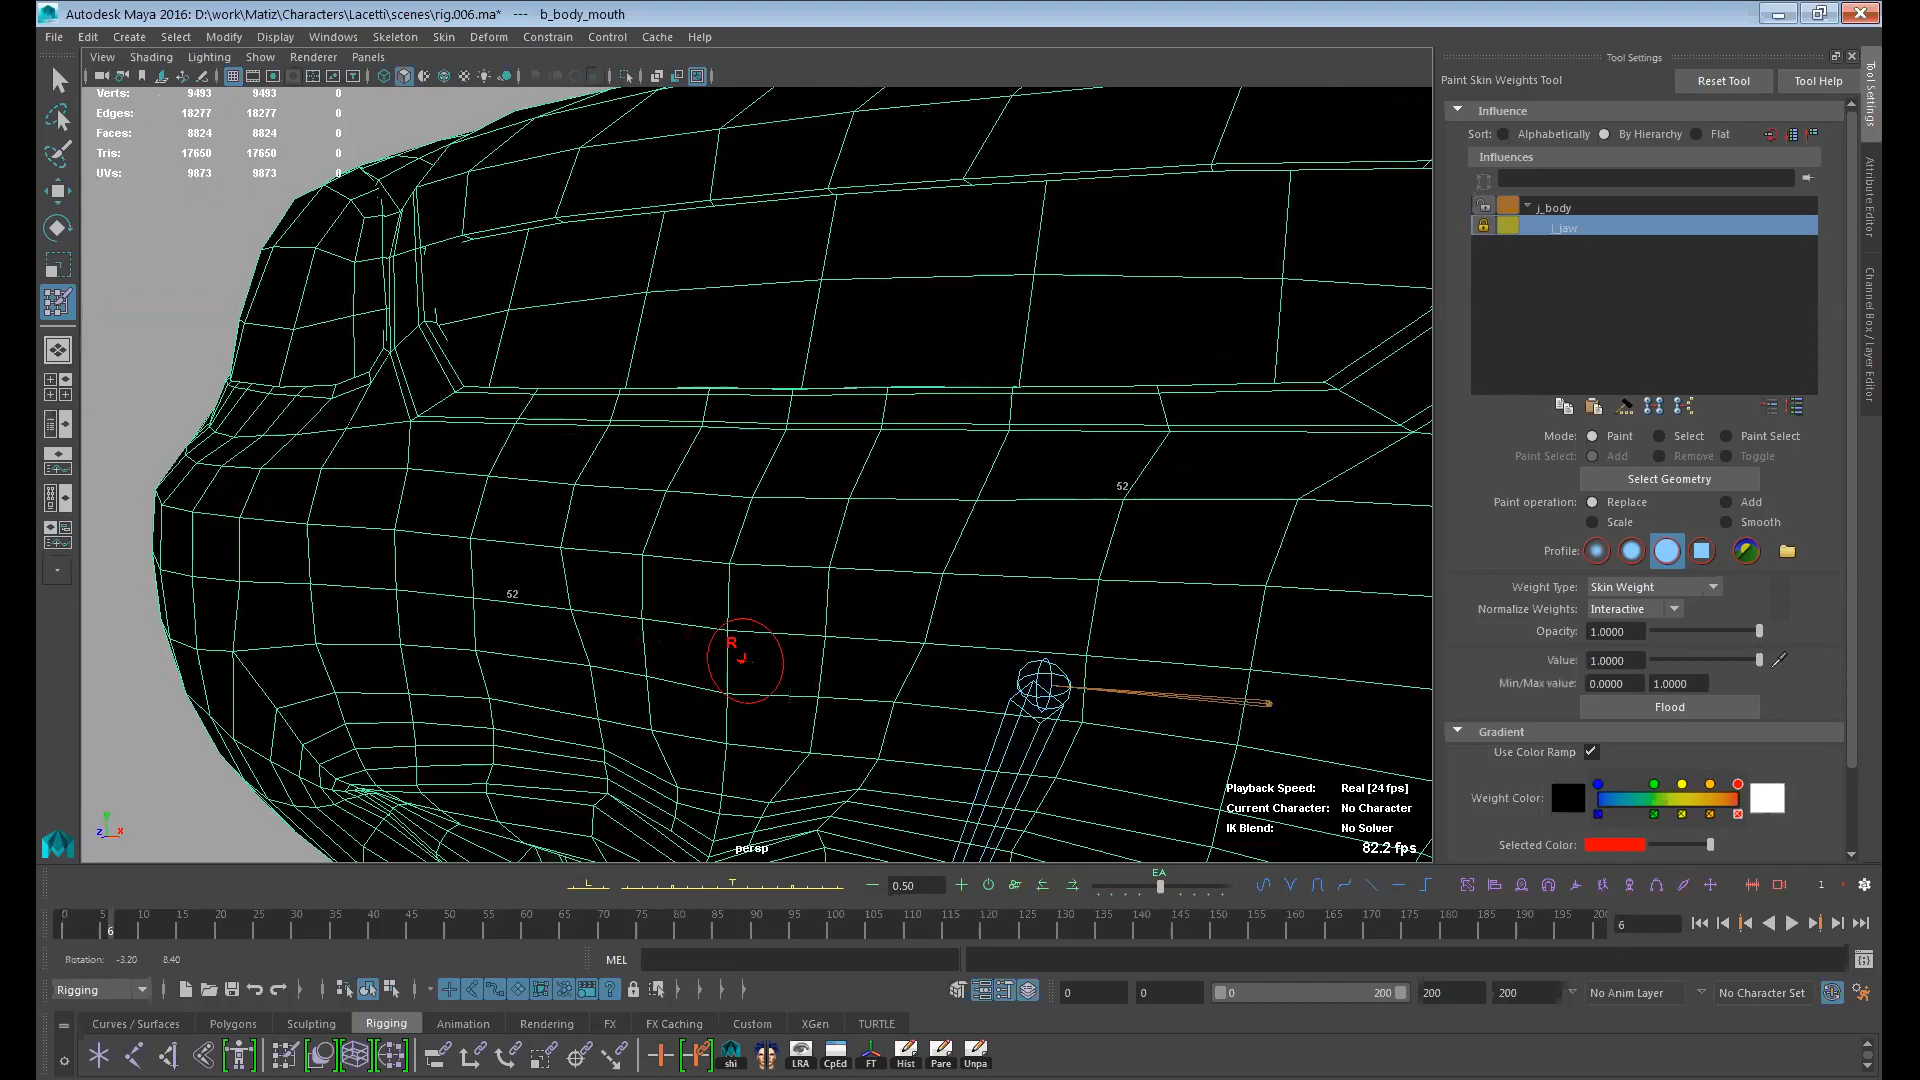 Autodesk Maya 2016: D:\work\Matiz\Characters\Lacetti\scenes\rig.006.ma*   ---   b_body_mouth
File Edit Create Select Modify Display Windows Skeleton Skin Deform Constrain Control Cache Help
View Shading Lighting Show Renderer Panels
Verts: 9493 9493 0
Edges: 18277 18277 0
Faces: 8824 8824 0
Tris: 17650 17650 0
UVs: 9873 9873 0
52
52
R
Playback Speed: Real [24 fps]
Current Character: No Character
IK Blend: No Solver
82.2 fps
persp
Y
Z X
Tool Settings
Paint Skin Weights Tool
Reset Tool Tool Help
Influence
Sort: Alphabetically By Hierarchy Flat
Influences
j_body
j_jaw
Mode: Paint Select Paint Select
Paint Select: Add Remove Toggle
Select Geometry
Paint operation: Replace Add
Scale Smooth
Profile:
Weight Type: Skin Weight
Normalize Weights: Interactive
Opacity: 1.0000
Value: 1.0000
Min/Max value: 0.0000 1.0000
Flood
Gradient
Use Color Ramp
Weight Color:
Selected Color:
Tool Settings
Attribute Editor
Channel Box / Layer Editor
L T 0.50 EA 1
0 5 10 15 20 25 30 35 40 45 50 55 60 65 70 75 80 85 90 95 100 105 110 115 120 125 130 135 140 145 150 155 160 165 170 175 180 185 190 195 200
6 6
Rotation: -3.20 8.40 MEL
Rigging 0 0 0 200 200 200 No Anim Layer No Character Set
Curves / Surfaces Polygons Sculpting Rigging Animation Rendering FX FX Caching Custom XGen TURTLE
shi LRA CpEd FT Hist Pare Unpa